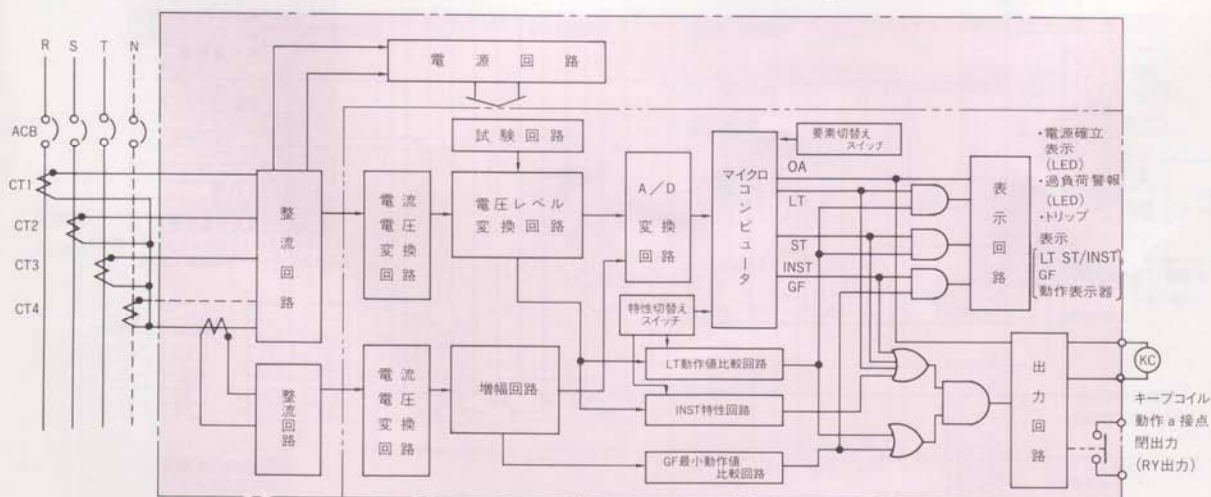 R S T N
ACB
CT1
CT2
CT3
CT4
電源回路
試験回路
整流回路
電流電圧変換回路
電圧レベル
変換回路
A/D
変換
回路
マイクロコンピュータ
要素切替え
スイッチ
OA
LT
ST
INST
GF
表示回路
・電源確立
表示
(LED)
・過負荷警報
(LED)
・トリップ
表示
LT ST/INST
GF
動作表示器
特性切替え
スイッチ
LT動作値比較回路
INST特性回路
GF最小動作値
比較回路
整流回路
電流電圧変換回路
増幅回路
出力回路
KC
キープコイル
動作a接点
閉出力
(RY出力)